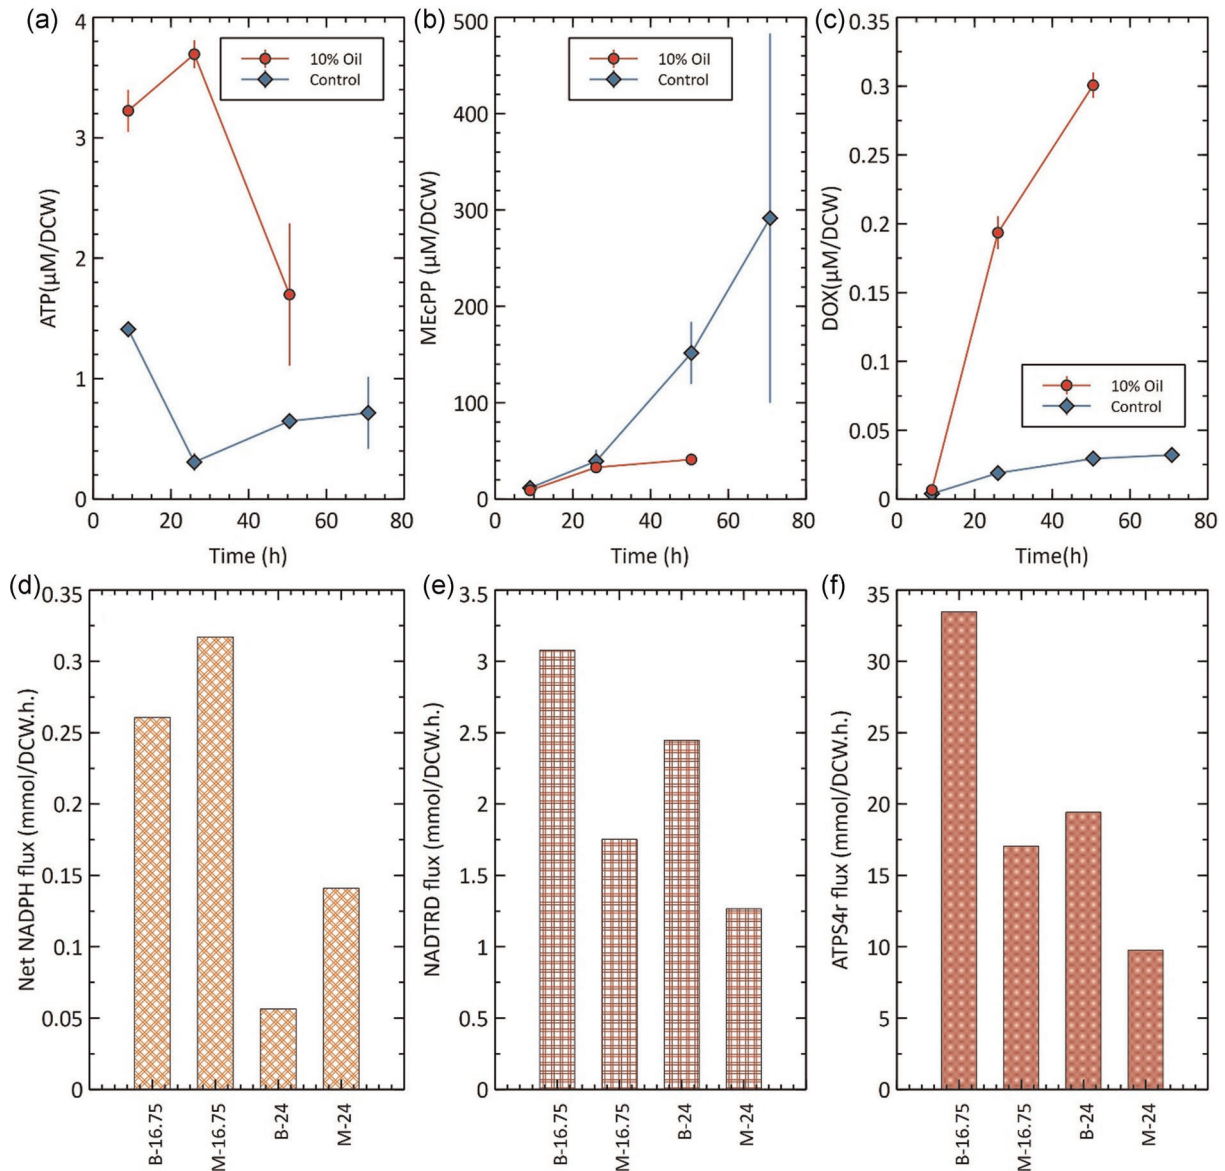 (a)
4
3
2
1
0
ATP(μM/DCW)
10% Oil
Control
0 20 40 60 80
Time (h)
(b)
500
400
300
200
100
0
MEcPP (μM/DCW)
10% Oil
Control
0 20 40 60 80
Time (h)
(c)
0.35
0.3
0.25
0.2
0.15
0.1
0.05
0
DOX(μM/DCW)
10% Oil
Control
0 20 40 60 80
Time(h)
(d)
0.35
0.3
0.25
0.2
0.15
0.1
0.05
0
Net NADPH flux (mmol/DCW.h.)
B-16.75
M-16.75
B-24
M-24
(e)
3.5
3
2.5
2
1.5
1
0.5
0
NADTRD flux (mmol/DCW.h.)
B-16.75
M-16.75
B-24
M-24
(f)
35
30
25
20
15
10
5
0
ATPS4r flux (mmol/DCW.h.)
B-16.75
M-16.75
B-24
M-24